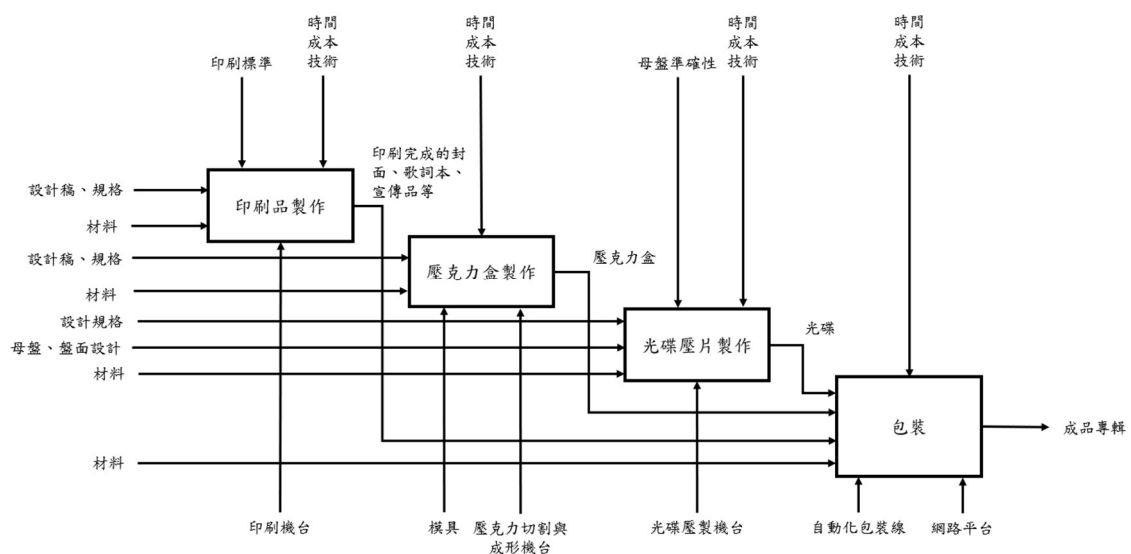 時間
成本
技術
時間
成本
技術
時間
成本
技術
時間
成本
技術
印刷標準
母盤準確性
印刷完成的封
面、歌詞本、
宣傳品等
設計稿、規格
材料
印刷品製作
設計稿、規格
材料
壓克力盒製作
壓克力盒
設計規格
母盤、盤面設計
材料
光碟壓片製作
光碟
包裝
成品專輯
材料
印刷機台
模具
壓克力切割與
成形機台
光碟壓製機台
自動化包裝線
網路平台